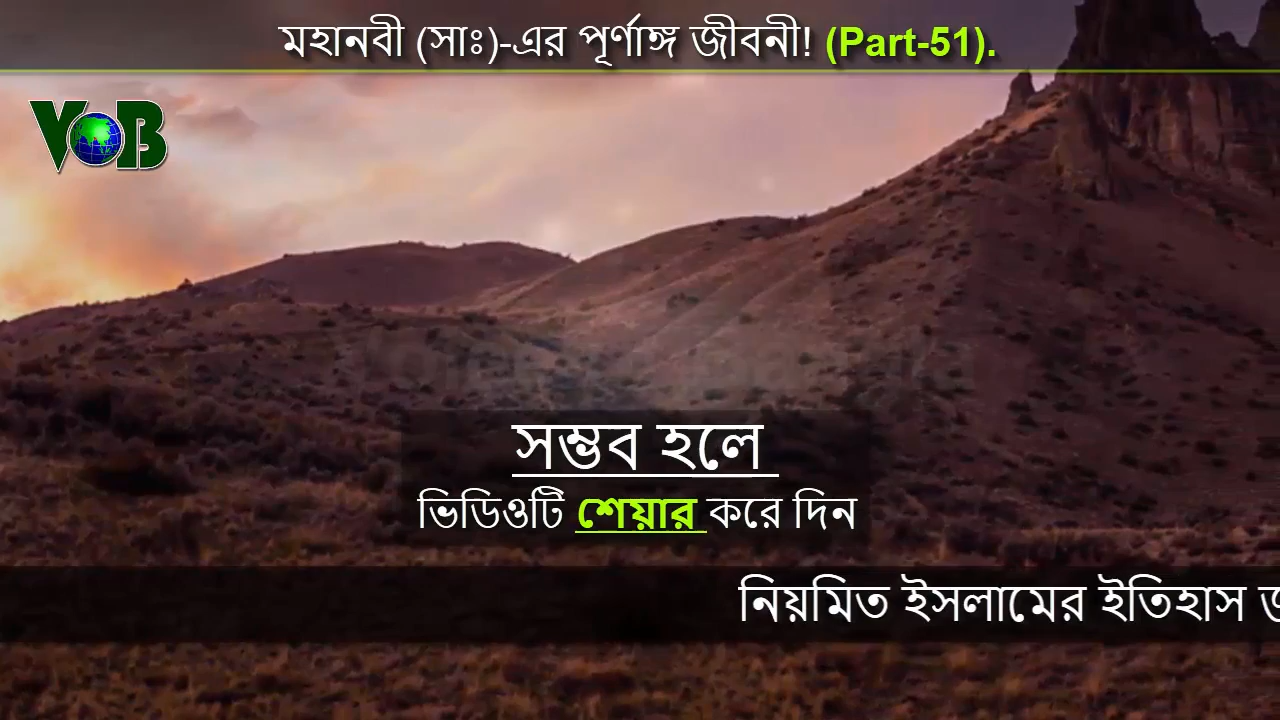 মহানবী (সাঃ)-এর পূর্ণাঙ্গ জীবনী! (Part-51).
VOB
সম্ভব হলে
ভিডিওটি শেয়ার করে দিন
নিয়মিত ইসলামের ইতিহাস